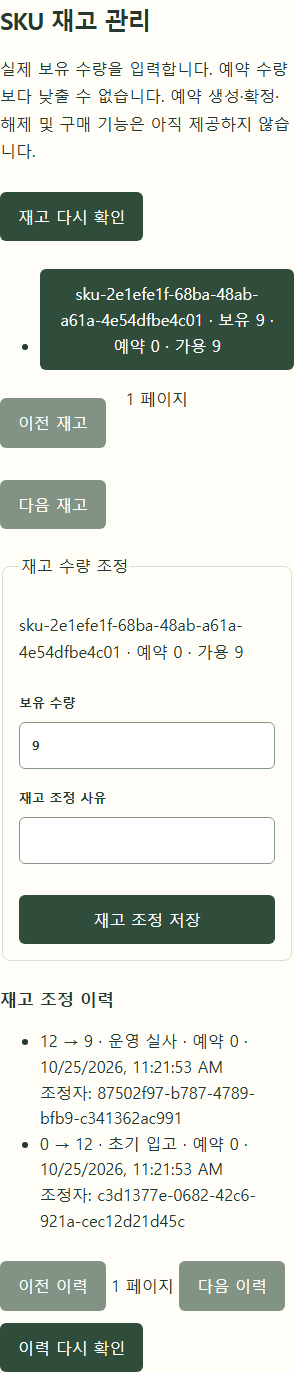 SKU 재고 관리
실제 보유 수량을 입력합니다. 예약 수량
보다 낮출 수 없습니다. 예약 생성·확정·
해제 및 구매 기능은 아직 제공하지 않습
니다.
재고 다시 확인
sku-2e1efe1f-68ba-48ab-
a61a-4e54dfbe4c01 · 보유 9 ·
예약 0 · 가용 9
이전 재고
1 페이지
다음 재고
재고 수량 조정
sku-2e1efe1f-68ba-48ab-a61a-
4e54dfbe4c01 · 예약 0 · 가용 9
보유 수량
9
재고 조정 사유
재고 조정 저장
재고 조정 이력
12 → 9 · 운영 실사 · 예약 0 ·
10/25/2026, 11:21:53 AM
조정자: 87502f97-b787-4789-
bfb9-c341362ac991
0 → 12 · 초기 입고 · 예약 0 ·
10/25/2026, 11:21:53 AM
조정자: c3d1377e-0682-42c6-
921a-cec12d21d45c
이전 이력 1 페이지 다음 이력
이력 다시 확인